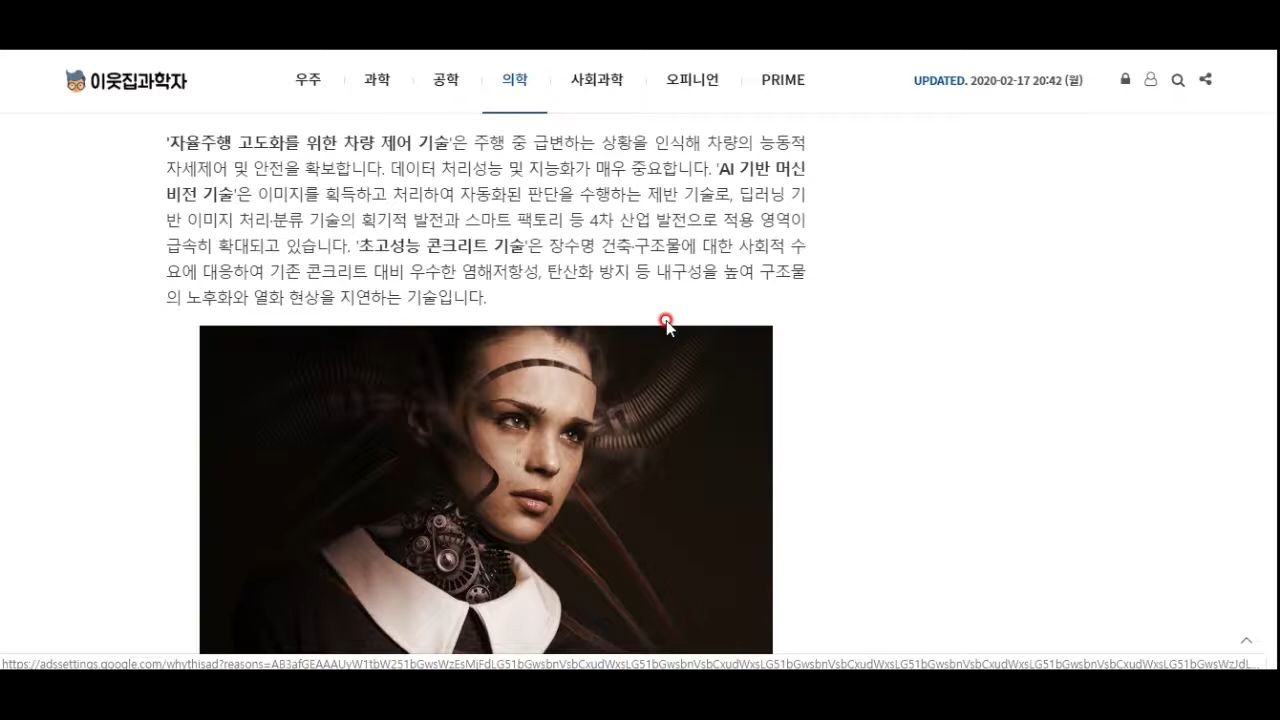 이웃집과학자
우주 과학 공학 의학 사회과학 오피니언 PRIME
UPDATED. 2020-02-17 20:42 (월)
'자율주행 고도화를 위한 차량 제어 기술'은 주행 중 급변하는 상황을 인식해 차량의 능동적
자세제어 및 안전을 확보합니다. 데이터 처리성능 및 지능화가 매우 중요합니다. 'AI 기반 머신
비전 기술'은 이미지를 획득하고 처리하여 자동화된 판단을 수행하는 제반 기술로, 딥러닝 기
반 이미지 처리·분류 기술의 획기적 발전과 스마트 팩토리 등 4차 산업 발전으로 적용 영역이
급속히 확대되고 있습니다. '초고성능 콘크리트 기술'은 장수명 건축·구조물에 대한 사회적 수
요에 대응하여 기존 콘크리트 대비 우수한 염해저항성, 탄산화 방지 등 내구성을 높여 구조물
의 노후화와 열화 현상을 지연하는 기술입니다.